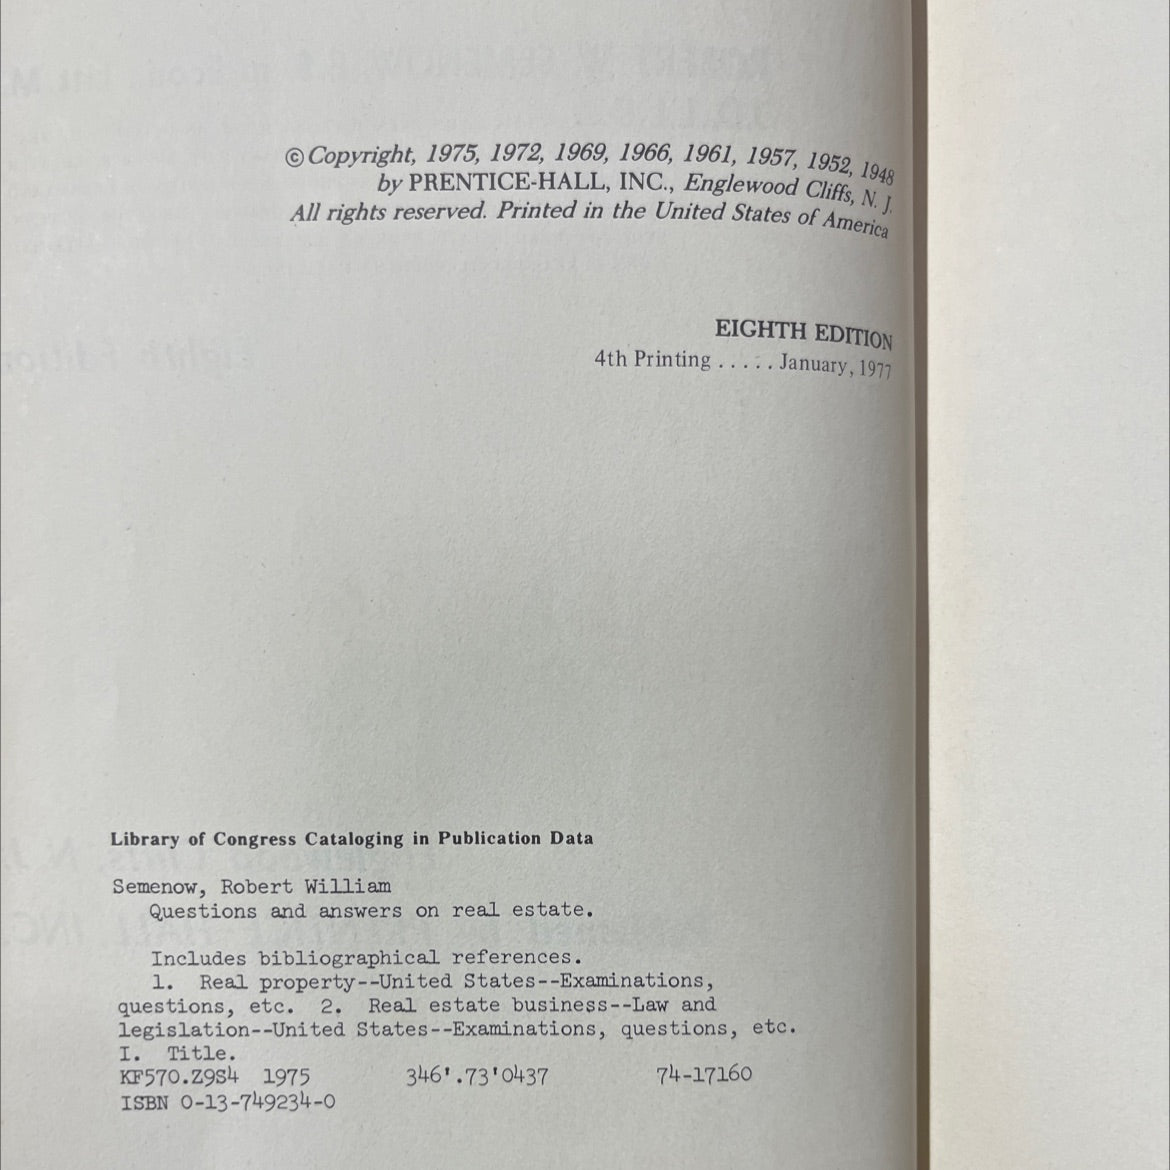 © Copyright, 1975, 1972, 1969, 1966, 1961, 1957, 1952, 1948
by PRENTICE-HALL, INC., Englewood Cliffs, N. J.
All rights reserved. Printed in the United States of America
EIGHTH EDITION
4th Printing ..... January, 1977
Library of Congress Cataloging in Publication Data
Semenow, Robert William
Questions and answers on real estate.
Includes bibliographical references.
1. Real property--United States--Examinations,
questions, etc. 2. Real estate business--Law and
legislation--United States--Examinations, questions, etc.
I. Title.
KF570.Z9S4 1975 346'.73'0437 74-17160
ISBN 0-13-749234-0